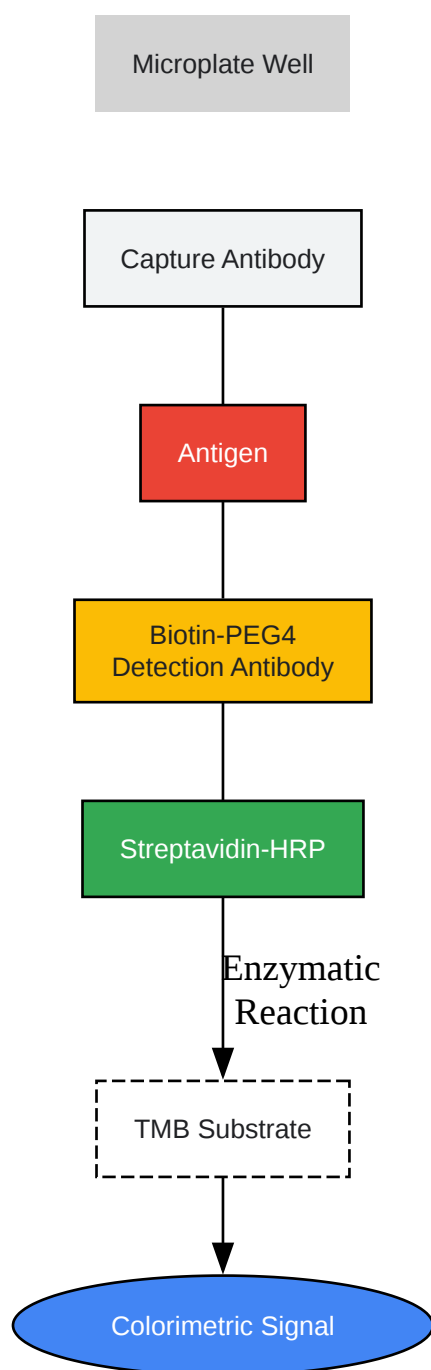 Microplate Well
Capture Antibody
Antigen
Biotin-PEG4
Detection Antibody
Streptavidin-HRP
Enzymatic
Reaction
TMB Substrate
Colorimetric Signal